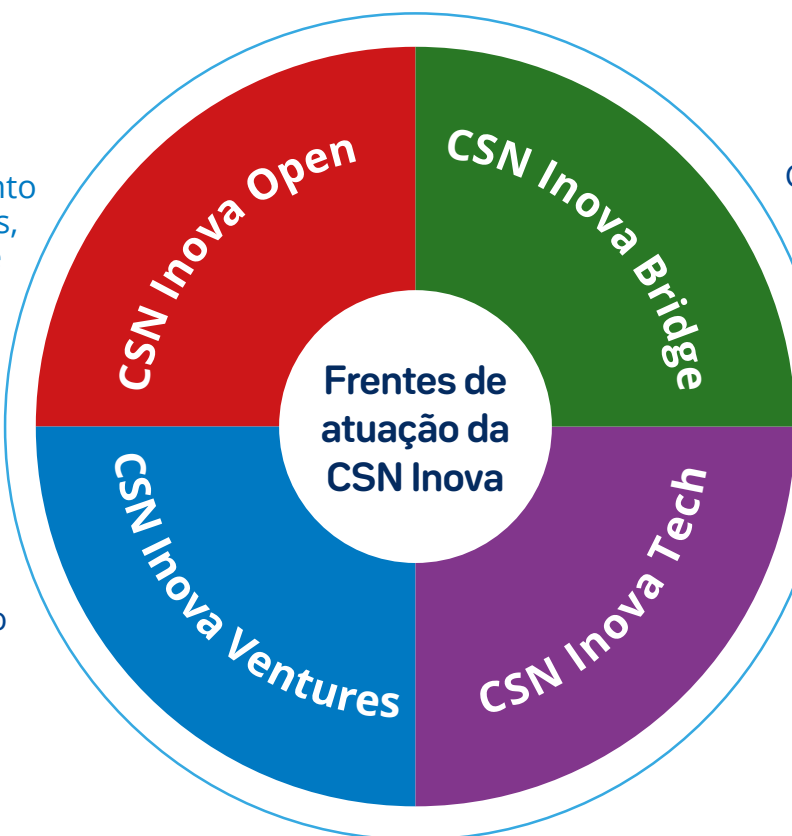 CSN Inova Open
CSN Inova Bridge
Frentes de
atuação da
CSN Inova
CSN Inova Ventures
CSN Inova Tech